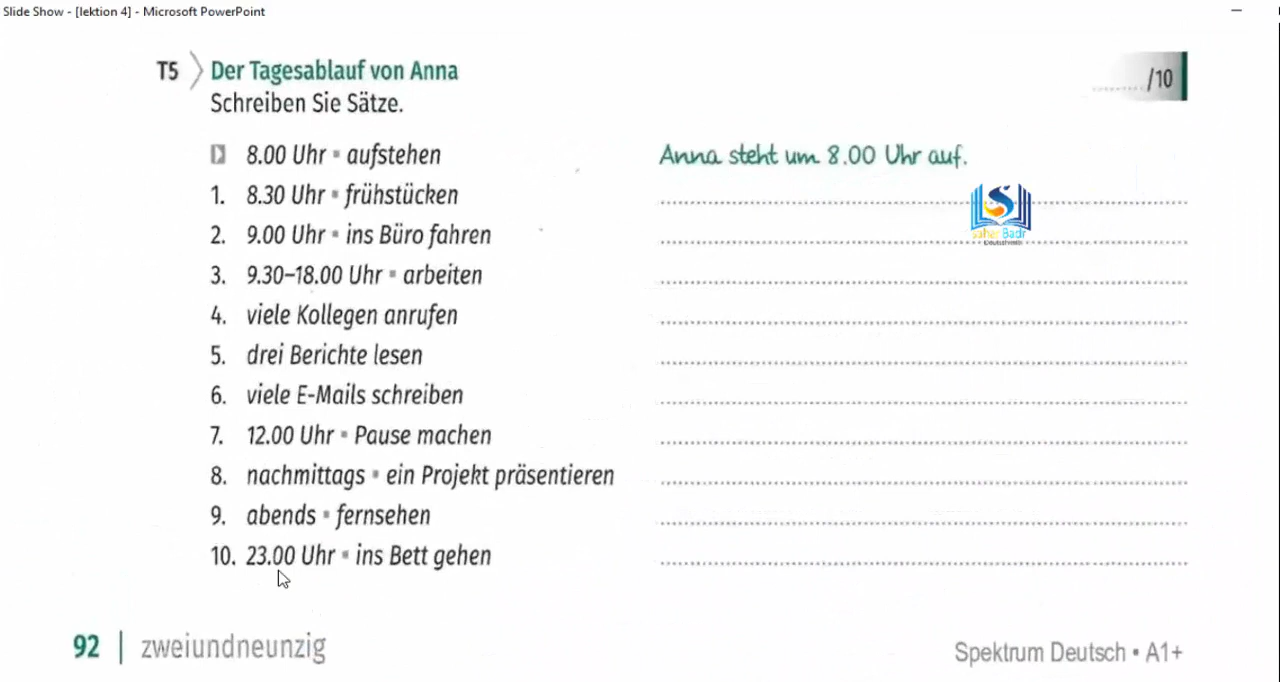 Slide Show - [lektion 4] - Microsoft PowerPoint
T5 Der Tagesablauf von Anna
Schreiben Sie Sätze.
/10
8.00 Uhr ▪ aufstehen Anna steht um 8.00 Uhr auf.
1. 8.30 Uhr ▪ frühstücken
2. 9.00 Uhr ▪ ins Büro fahren
3. 9.30–18.00 Uhr ▪ arbeiten
4. viele Kollegen anrufen
5. drei Berichte lesen
6. viele E-Mails schreiben
7. 12.00 Uhr ▪ Pause machen
8. nachmittags ▪ ein Projekt präsentieren
9. abends ▪ fernsehen
10. 23.00 Uhr ▪ ins Bett gehen
Badr
92 | zweiundneunzig
Spektrum Deutsch ▪ A1+